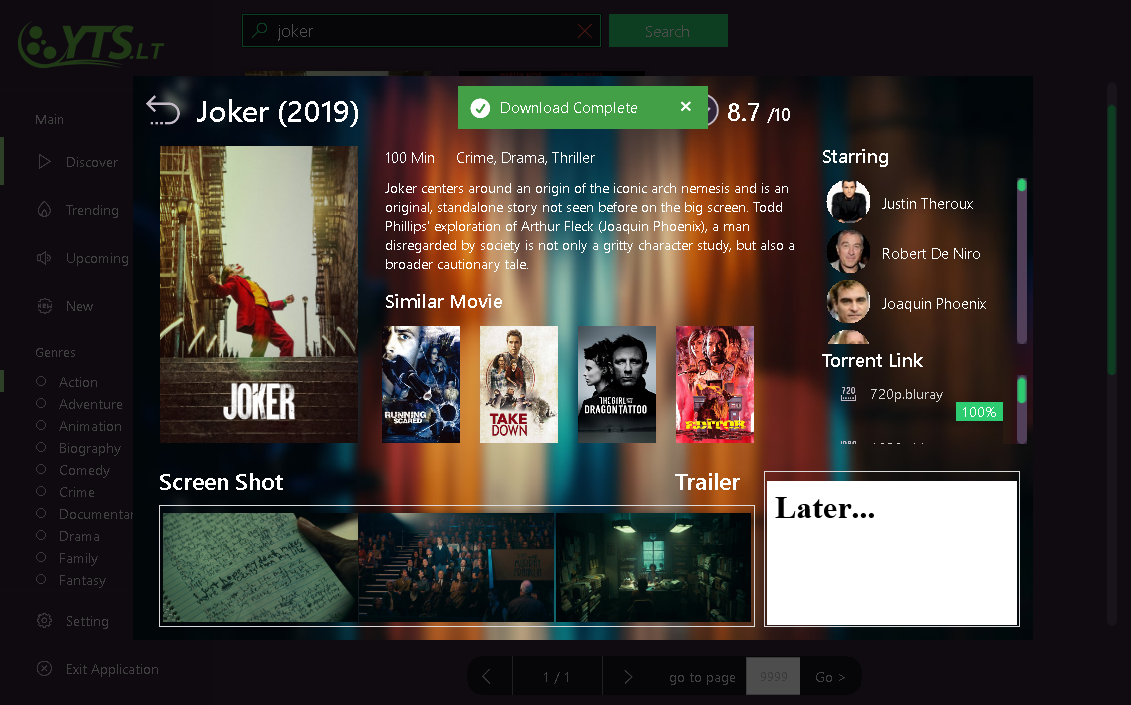 YTS.LT
joker
Search
Joker (2019)
Download Complete
8.7 /10
Main
Discover
Trending
Upcoming
New
Genres
Action
Adventure
Animation
Biography
Comedy
Crime
Documentar
Drama
Family
Fantasy
Setting
Exit Application
JOKER
100 Min Crime, Drama, Thriller
Joker centers around an origin of the iconic arch nemesis and is an
original, standalone story not seen before on the big screen. Todd
Phillips' exploration of Arthur Fleck (Joaquin Phoenix), a man
disregarded by society is not only a gritty character study, but also a
broader cautionary tale.
Similar Movie
RUNNING
SCARED
TAKE
DOWN
THE GIRL WITH THE
DRAGON TATTOO
EDITOR
Starring
Justin Theroux
Robert De Niro
Joaquin Phoenix
Torrent Link
720
720p.bluray
100%
Screen Shot
Trailer
Later...
1 / 1
go to page
9999
Go >